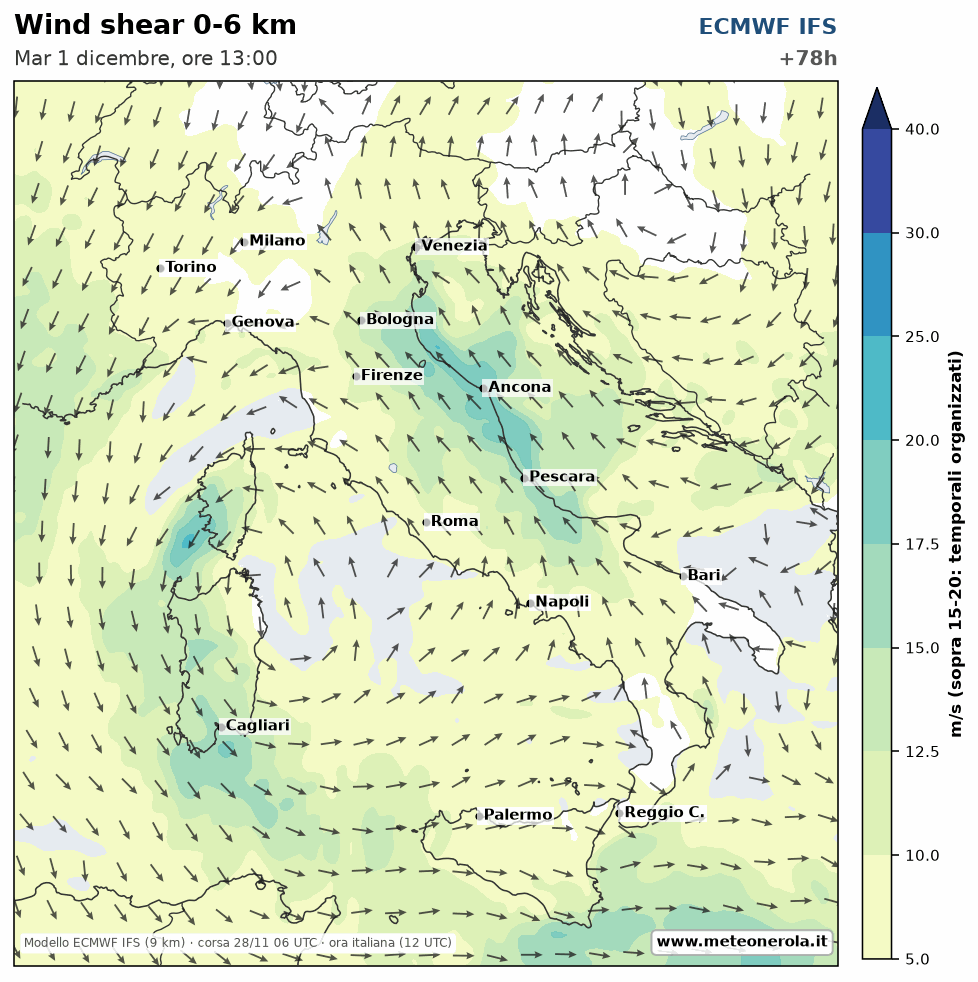 Wind shear 0-6 km
ECMWF IFS
Mar 1 dicembre, ore 13:00
+78h
40.0
30.0
25.0
20.0
17.5
15.0
12.5
10.0
5.0
m/s (sopra 15-20: temporali organizzati)
Milano
Venezia
Torino
Genova
Bologna
Firenze
Ancona
Pescara
Roma
Bari
Napoli
Cagliari
Palermo
Reggio C.
Modello ECMWF IFS (9 km) · corsa 28/11 06 UTC · ora italiana (12 UTC)
www.meteonerola.it